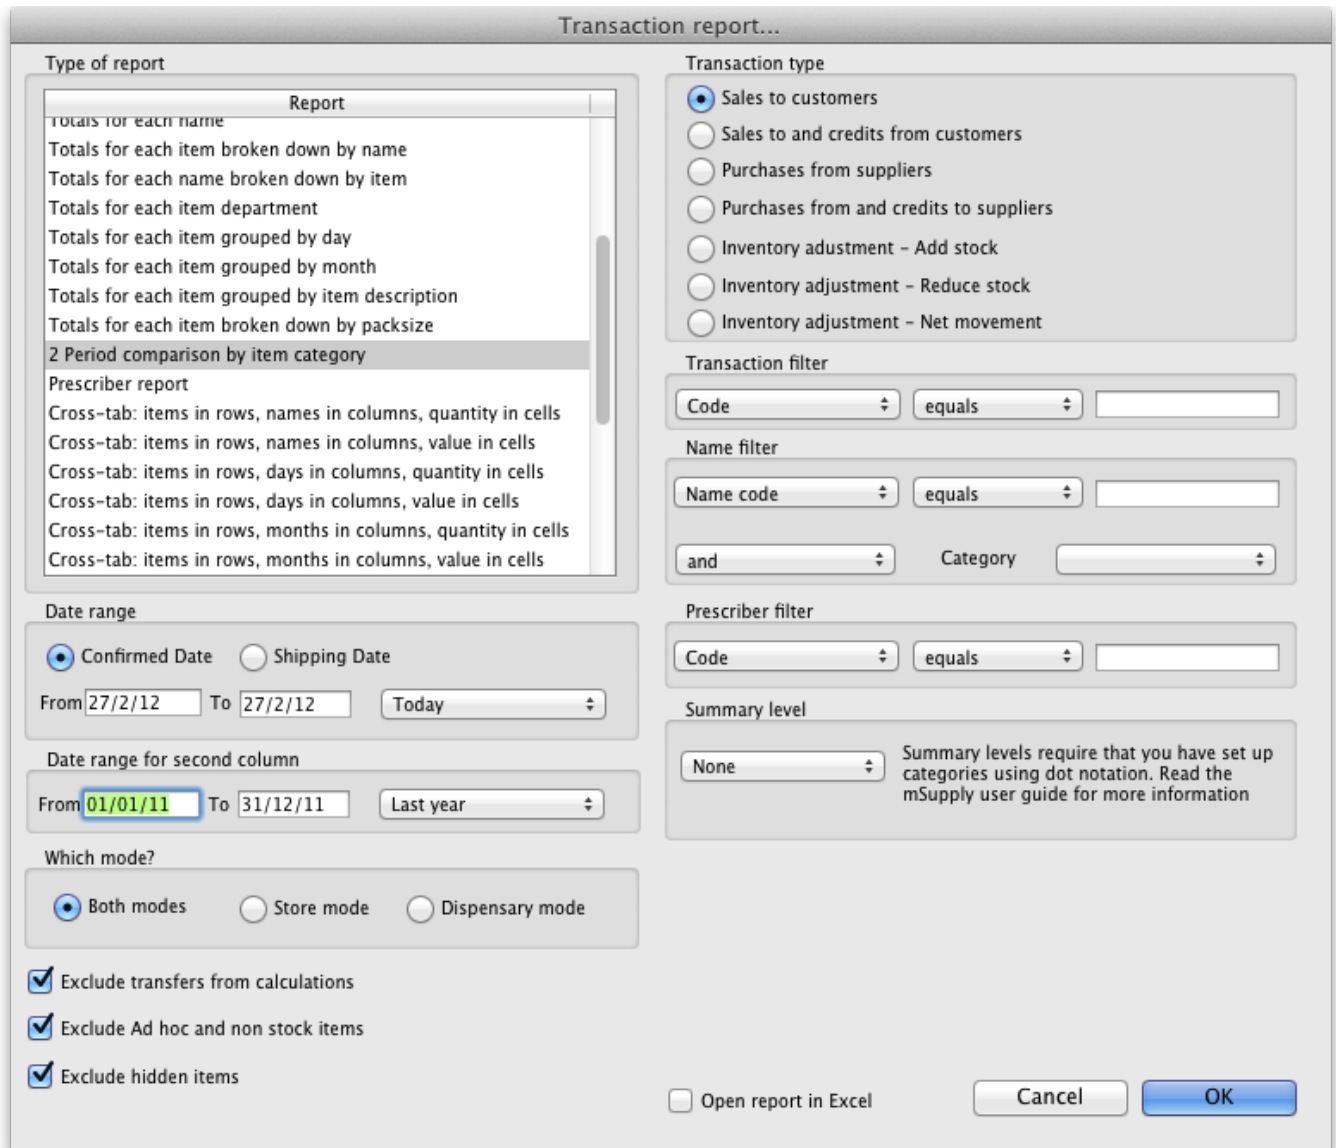 Transaction report...
Type of report
Report
Totals for each name
Totals for each item broken down by name
Totals for each name broken down by item
Totals for each item department
Totals for each item grouped by day
Totals for each item grouped by month
Totals for each item grouped by item description
Totals for each item broken down by packsize
2 Period comparison by item category
Prescriber report
Cross-tab: items in rows, names in columns, quantity in cells
Cross-tab: items in rows, names in columns, value in cells
Cross-tab: items in rows, days in columns, quantity in cells
Cross-tab: items in rows, days in columns, value in cells
Cross-tab: items in rows, months in columns, quantity in cells
Cross-tab: items in rows, months in columns, value in cells
Date range
Confirmed Date Shipping Date
From 27/2/12 To 27/2/12 Today
Date range for second column
From 01/01/11 To 31/12/11 Last year
Which mode?
Both modes Store mode Dispensary mode
Exclude transfers from calculations
Exclude Ad hoc and non stock items
Exclude hidden items
Transaction type
Sales to customers
Sales to and credits from customers
Purchases from suppliers
Purchases from and credits to suppliers
Inventory adustment - Add stock
Inventory adjustment - Reduce stock
Inventory adjustment - Net movement
Transaction filter
Code equals
Name filter
Name code equals
and Category
Prescriber filter
Code equals
Summary level
None
Summary levels require that you have set up
categories using dot notation. Read the
mSupply user guide for more information
Open report in Excel Cancel OK